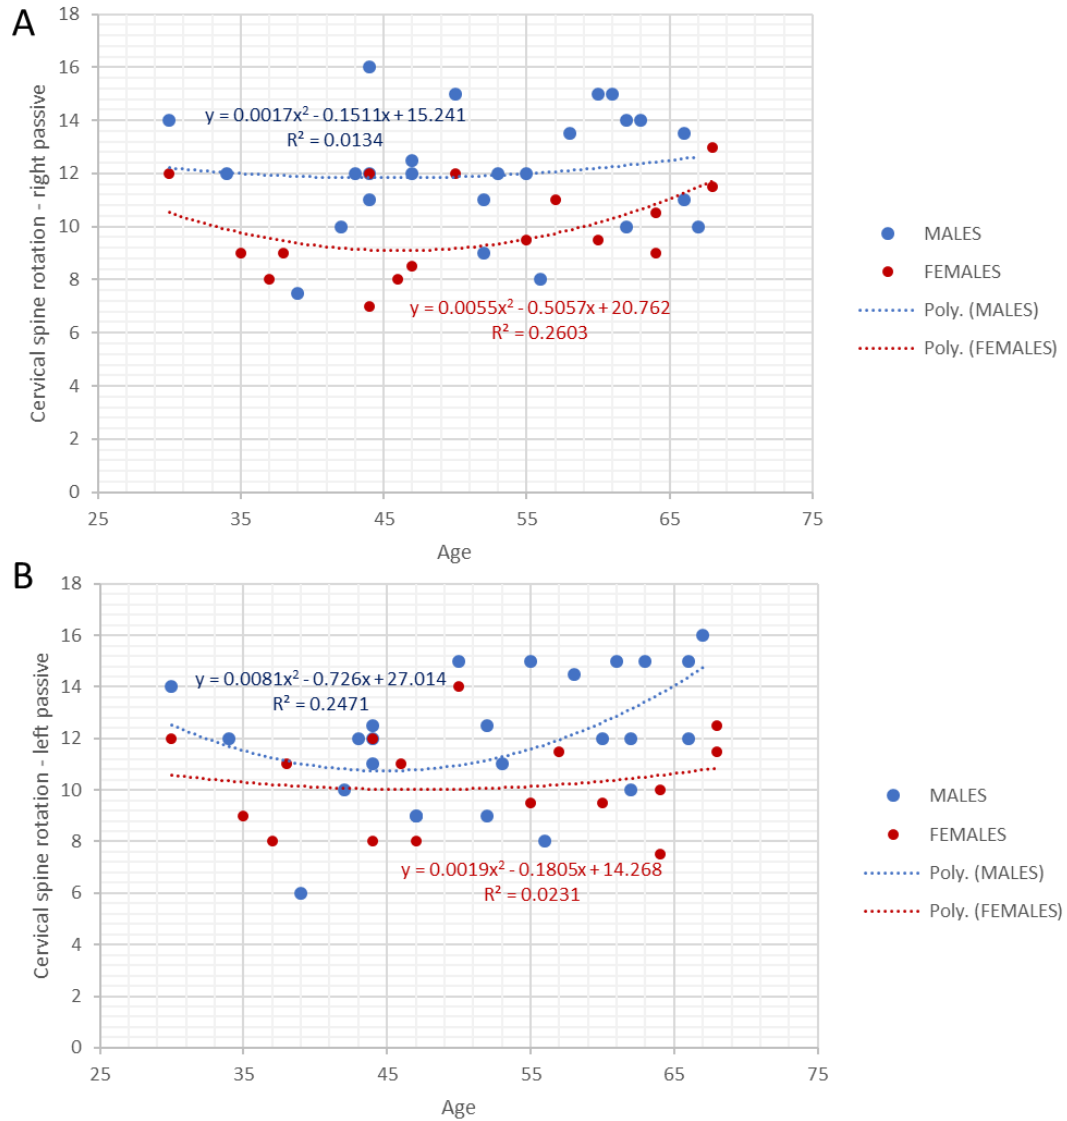 A
18
16
14
12
10
8
6
4
2
0
Cervical spine rotation - right passive
y = 0.0017x² - 0.1511x + 15.241
R² = 0.0134
y = 0.0055x² - 0.5057x + 20.762
R² = 0.2603
25 35 45 55 65 75
Age
MALES
FEMALES
Poly. (MALES)
Poly. (FEMALES)
B
18
16
14
12
10
8
6
4
2
0
Cervical spine rotation - left passive
y = 0.0081x² - 0.726x + 27.014
R² = 0.2471
y = 0.0019x² - 0.1805x + 14.268
R² = 0.0231
25 35 45 55 65 75
Age
MALES
FEMALES
Poly. (MALES)
Poly. (FEMALES)